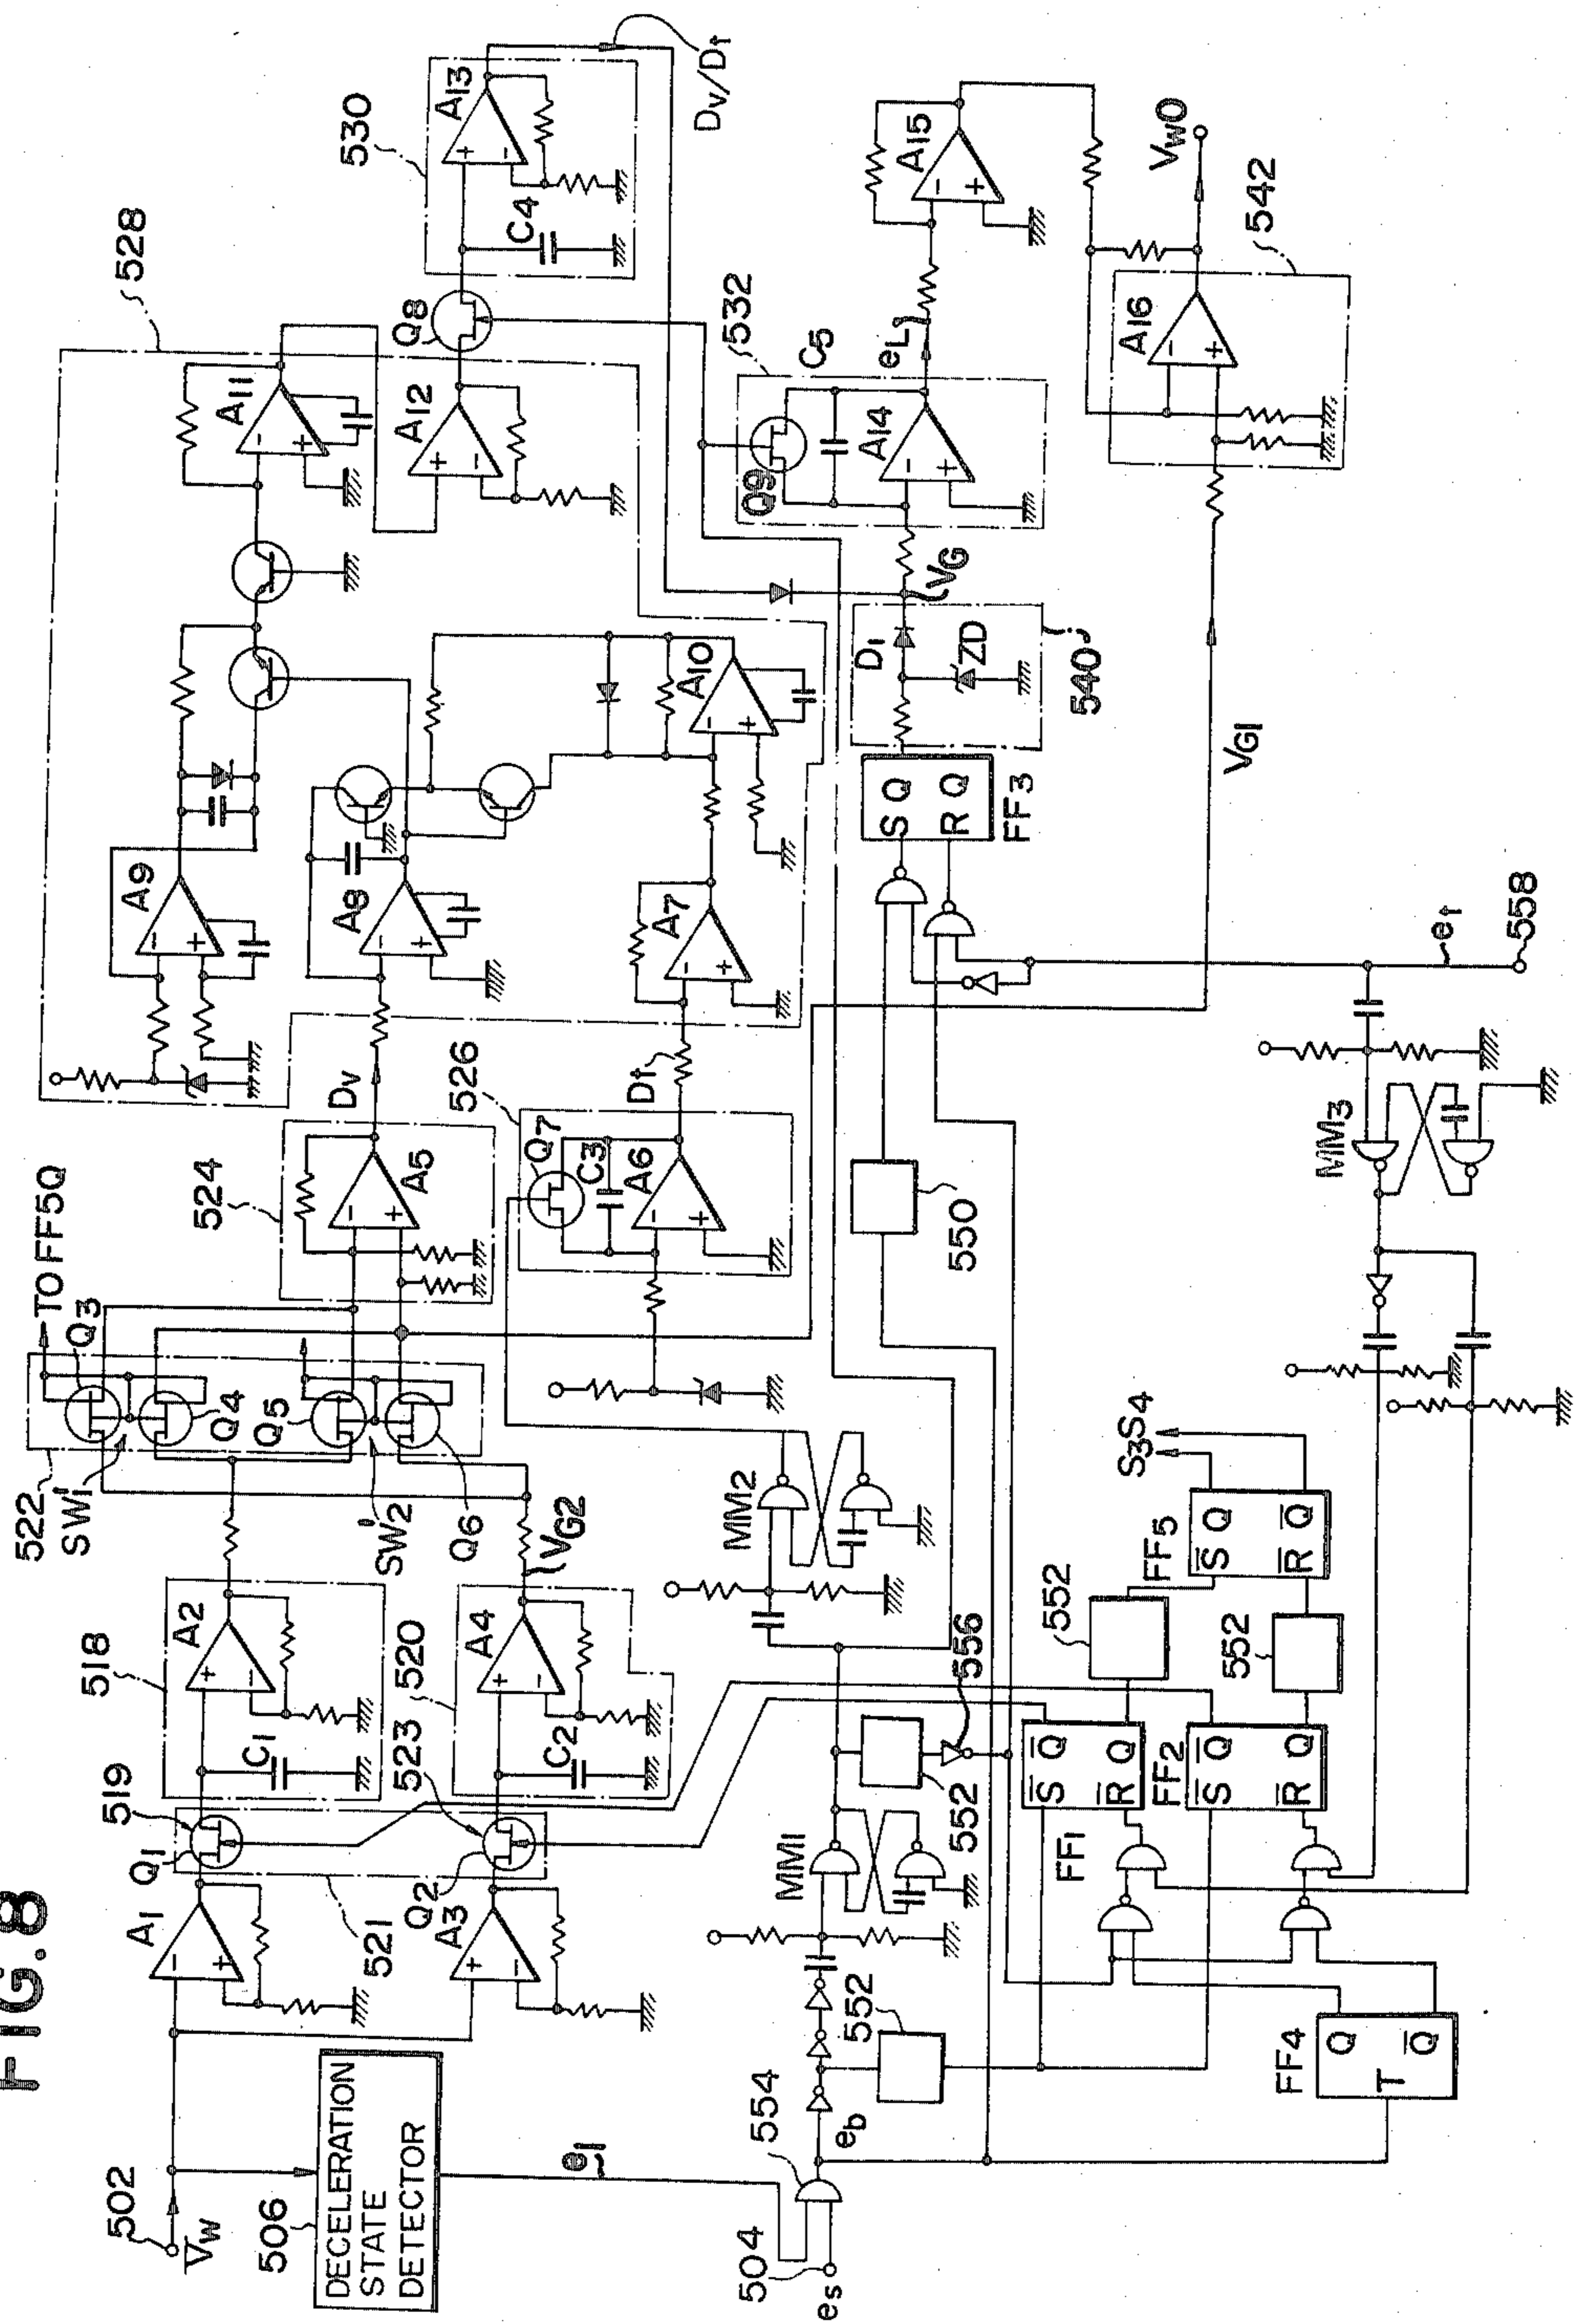 FIG.8
502
Vw
506
DECELERATION
STATE
DETECTOR
e1
504
es
554
eb
552
A1
Q1
519
521
Q2
A3
523
C1
518
A2
C2
520
A4
VG2
522
SW'1
SW'2
Q3
Q4
Q5
Q6
TO FF5Q
524
A5
Dv
526
Q7
C3
A6
Dt
528
A9
A8
A7
A10
A11
A12
Q8
530
C4
A13
Dv/Dt
532
Q9
C5
A14
eL
A15
VG
D1
ZD
540
S Q
R Q
FF3
A16
542
Vw0
VG1
550
MM1
552
556
MM2
FF1
S̅ Q̅
R̅ Q
FF2
S̅ Q̅
R̅ Q
552
552
FF5
S̅ Q
R̅ Q̅
S3 S4
FF4
T
Q
Q̅
MM3
et
558